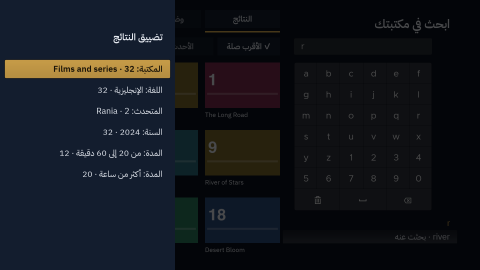 ابحث في مكتبتك
r
a b c d e f
g h i j k l
m n o p q r
s t u v w x
y z 1 2 3 4
5 6 7 8 9 0
r
river · بحثت عنه
النتائج
✓ الأقرب صلة
الأحدث
1
The Long Road
9
River of Stars
18
Desert Bloom
تضييق النتائج
المكتبة: Films and series · 32
اللغة: الإنجليزية · 32
المتحدث: Rania · 2
السنة: 2024 · 32
المدة: من 20 إلى 60 دقيقة · 12
المدة: أكثر من ساعة · 20